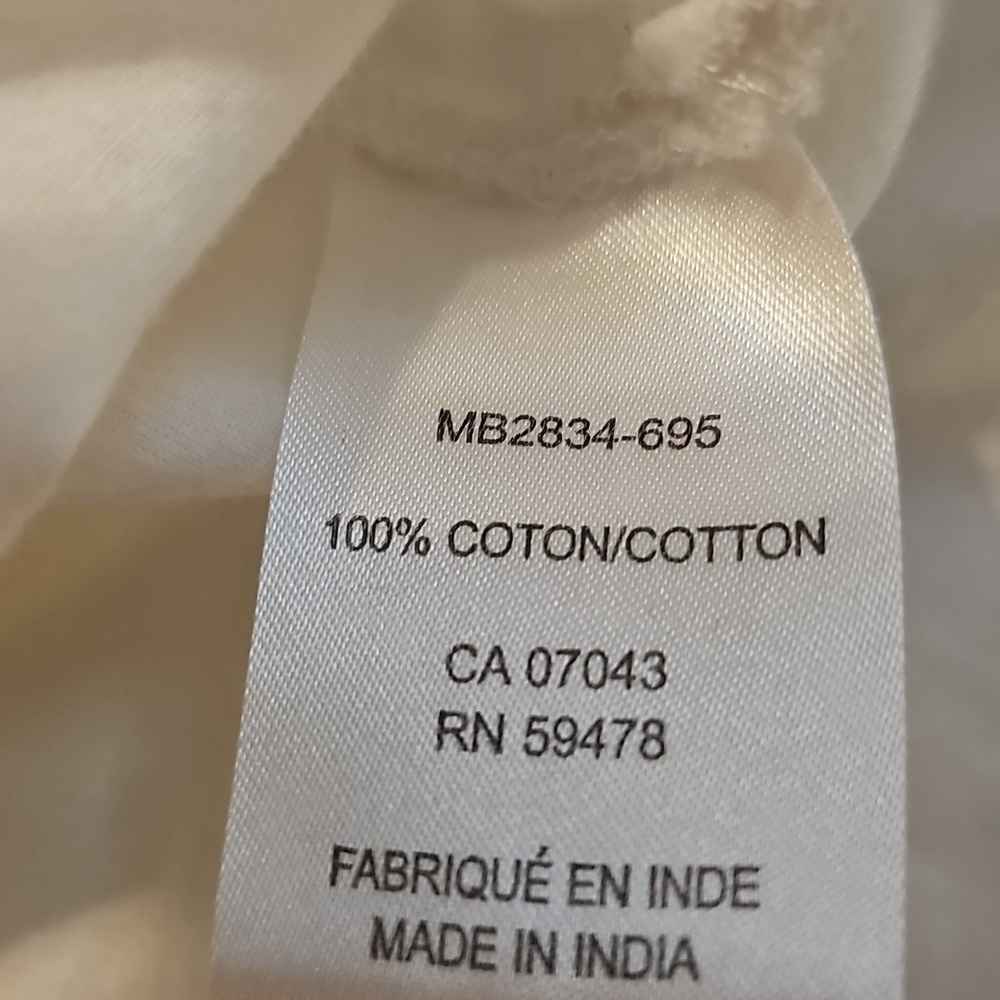 MB2834-695
100% COTON/COTTON
CA 07043
RN 59478
FABRIQUÉ EN INDE
MADE IN INDIA